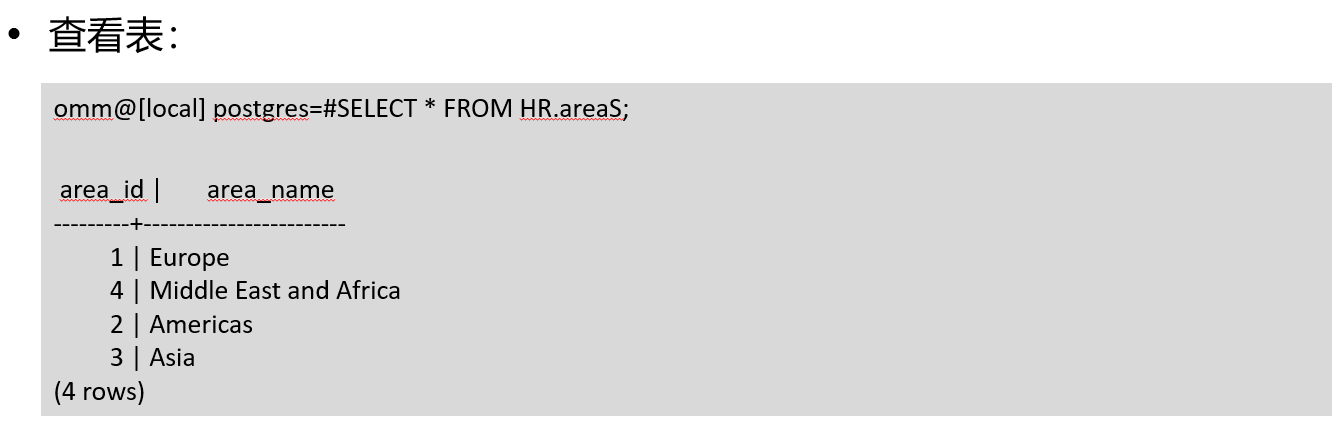 • 查看表：
omm@[local] postgres=#SELECT * FROM HR.areaS;
area_id |       area_name
---------+------------------------
1 | Europe
4 | Middle East and Africa
2 | Americas
3 | Asia
(4 rows)